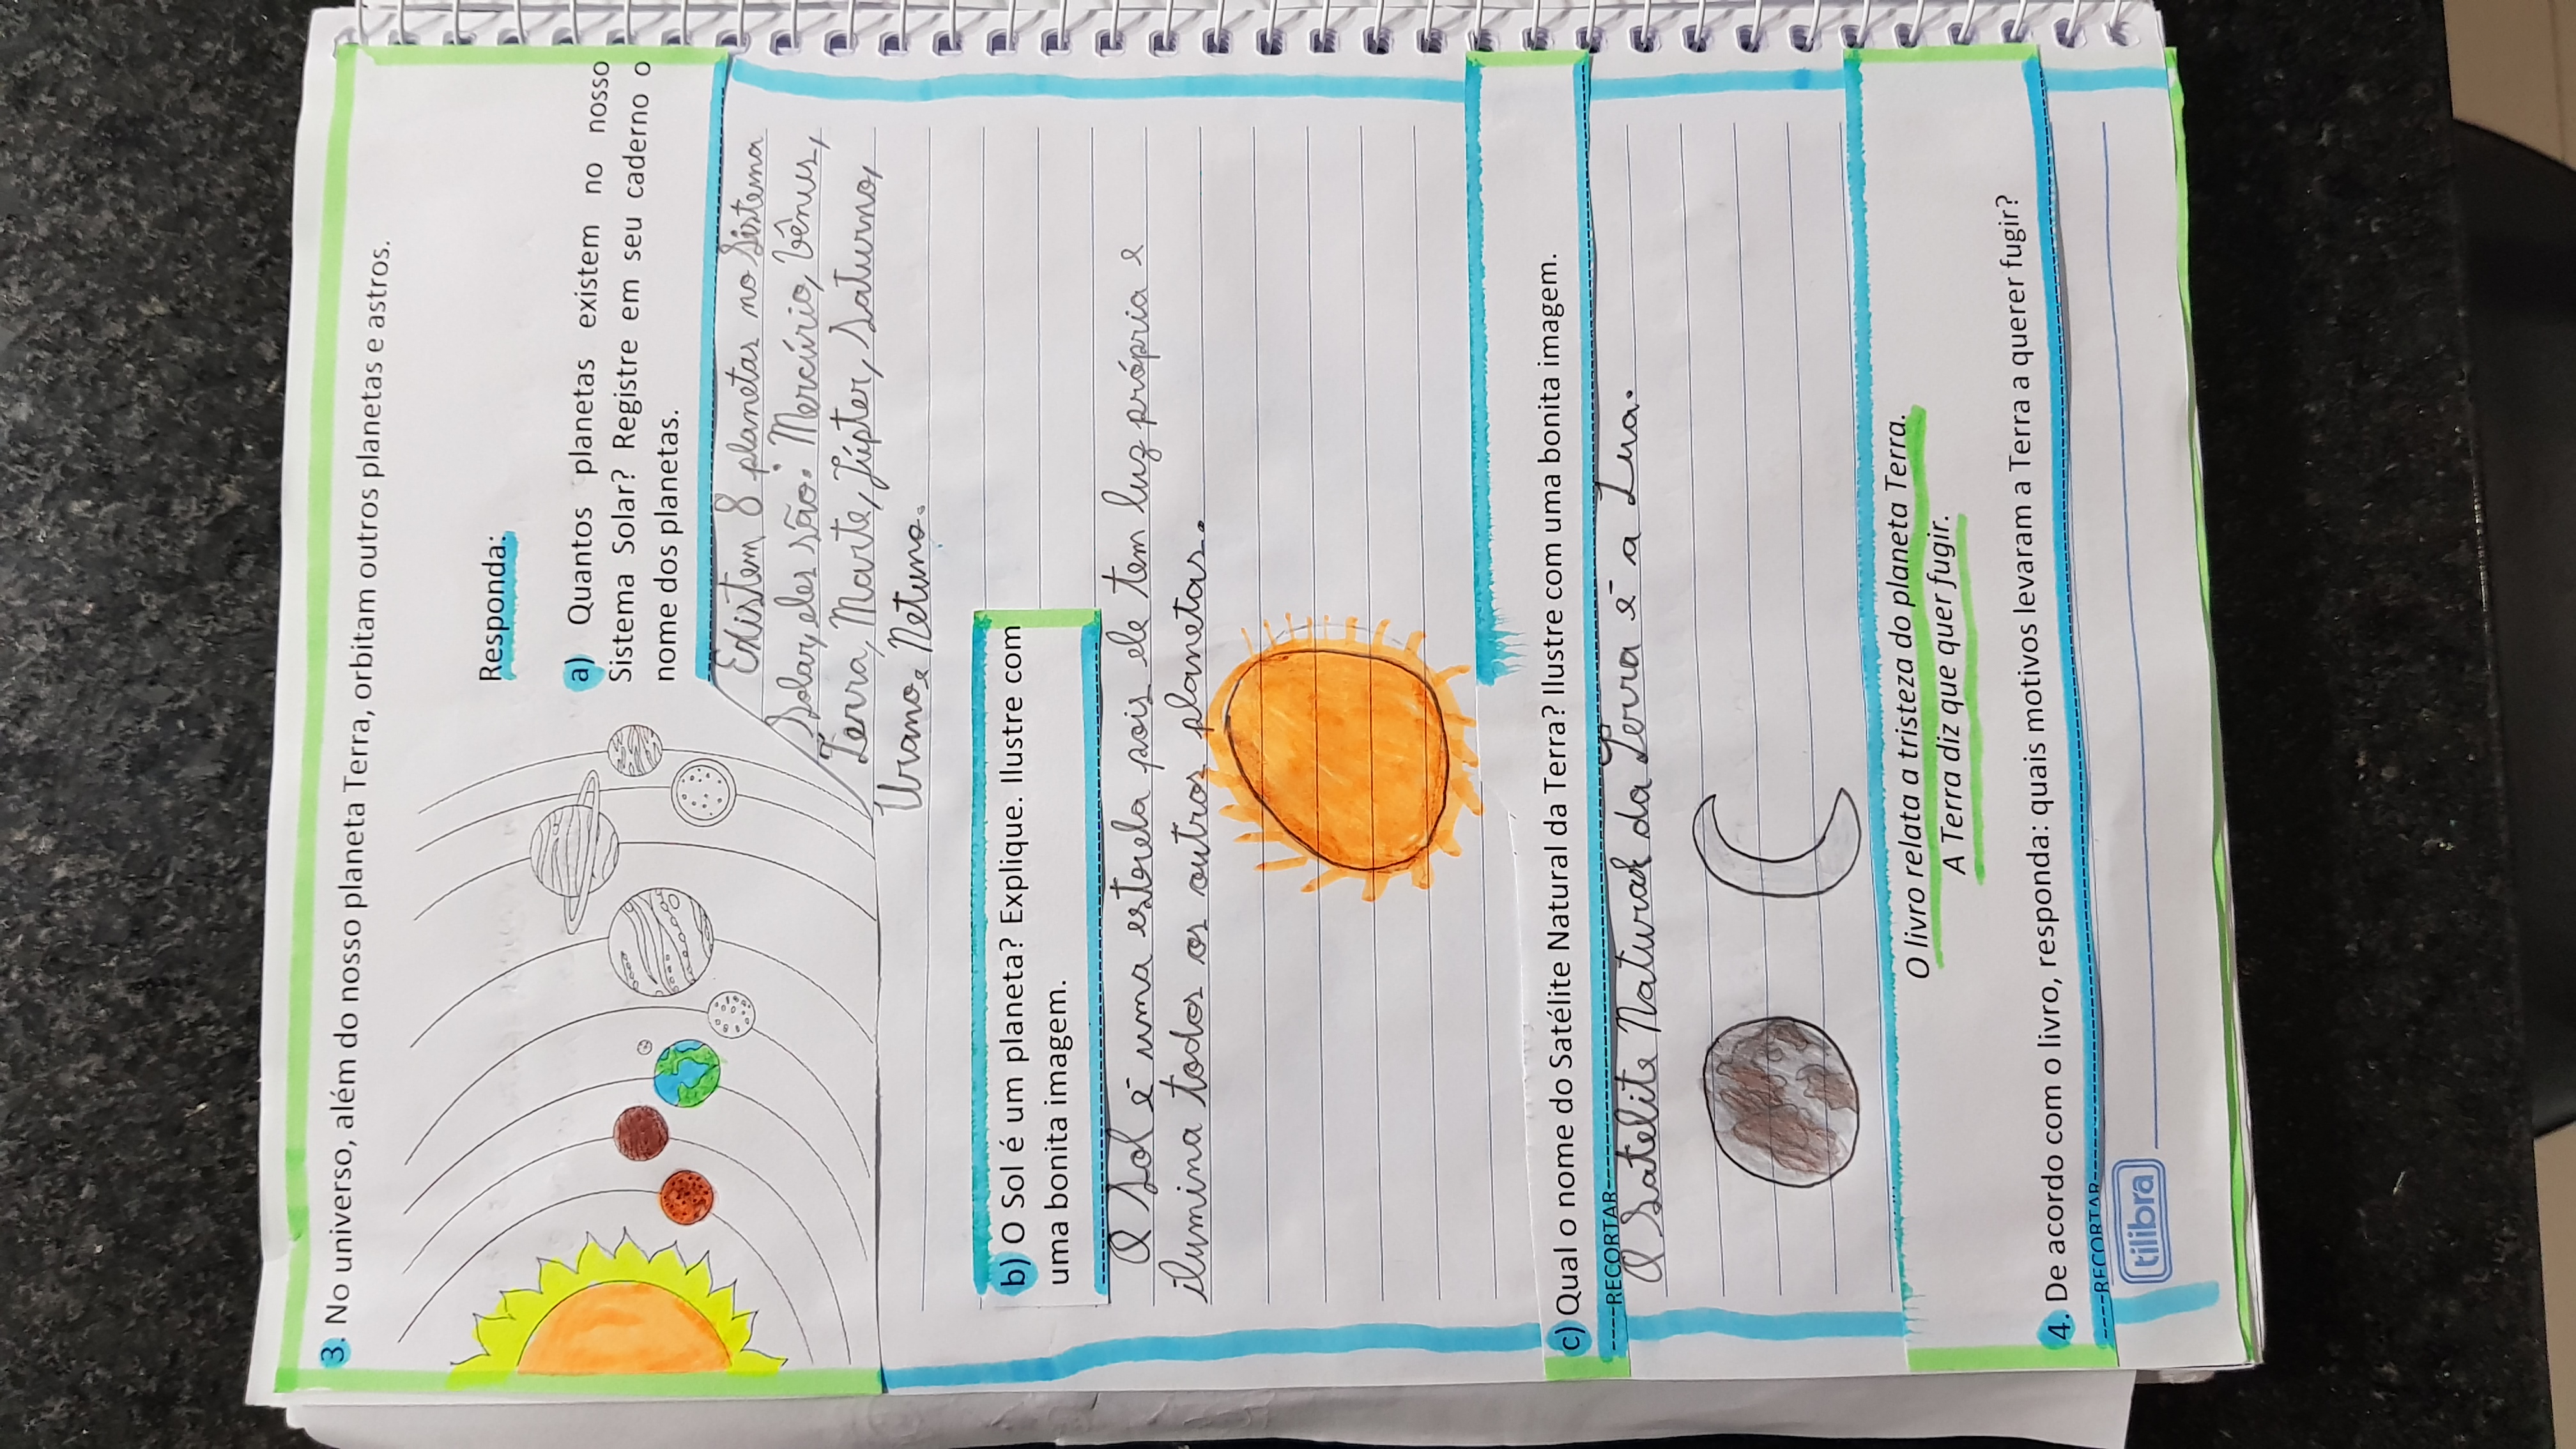 3. No universo, além do nosso planeta Terra, orbitam outros planetas e astros.
Responda:
a) Quantos planetas existem no nosso
Sistema Solar? Registre em seu caderno o
nome dos planetas.
Existem 8 planetas no Sistema
Solar, eles são: Mercúrio, Vênus,
Terra, Marte, Júpter, Saturno,
Urano e Netuno.
b) O Sol é um planeta? Explique. Ilustre com
uma bonita imagem.
O Sol é uma estrela pois ele tem luz própria e
ilumina todos os outros planetas.
c) Qual o nome do Satélite Natural da Terra? Ilustre com uma bonita imagem.
----RECORTAR----
O Satelite Natural da Terra é a Lua.
O livro relata a tristeza do planeta Terra.
A Terra diz que quer fugir.
4. De acordo com o livro, responda: quais motivos levaram a Terra a querer fugir?
----RECORTAR----
tilibra